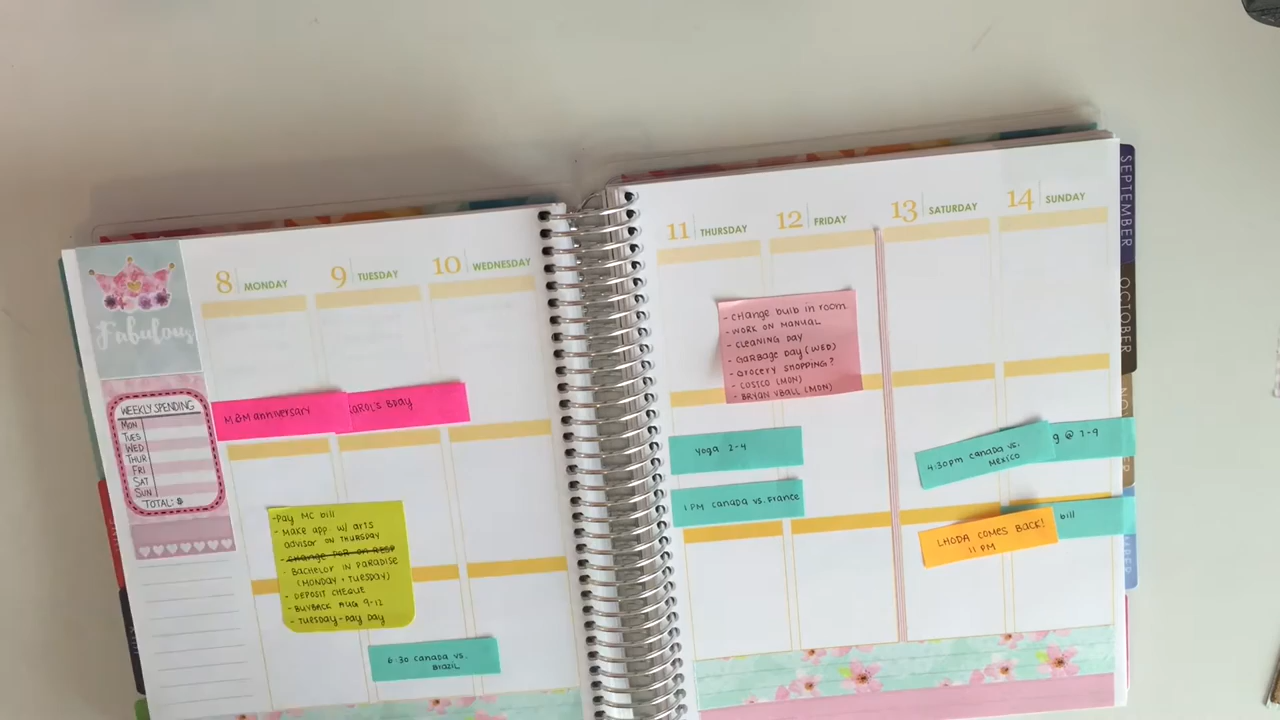 Fabulous
WEEKLY SPENDING
MON
TUES
WED
THUR
FRI
SAT
SUN
TOTAL: $
8 MONDAY
9 TUESDAY
10 WEDNESDAY
M&M anniversary
KAROL'S BDAY
-PAY MC bill
- Make app. w/ arts
advisor on THURSDAY
- BACHELOR IN PARADISE
(MONDAY + TUESDAY)
- DEPOSIT CHEQUE
- BUYBACK AUG 9-12
- TUESDAY-PAY DAY
6:30 Canada vs.
BRAZIL
11 THURSDAY
12 FRIDAY
13 SATURDAY
14 SUNDAY
- CHANGE bulb in room
- WORK ON MANUAL
- CLEANING DAY
- GARBAGE DAY (WED)
- GROCERY SHOPPING?
- COSTCO (MON)
- BRYAN VBALL (MON)
Yoga 2-4
1 PM Canada vs. France
4:30pm Canada vs.
Mexico
g @ 7-9
bill
LHODA COMES BACK!
11 PM
SEPTEMBER
OCTOBER